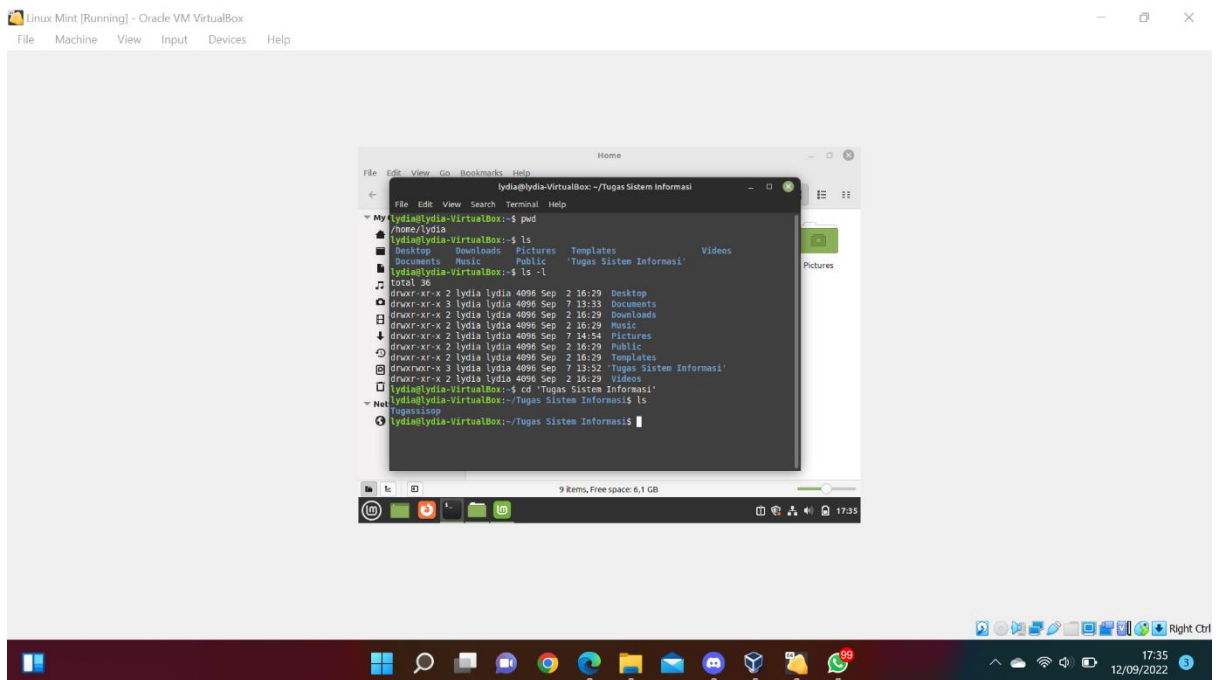 Linux Mint [Running] - Oracle VM VirtualBox
File Machine View Input Devices Help
Home
File Edit View Go Bookmarks Help
lydia@lydia-VirtualBox: ~/Tugas Sistem Informasi
File Edit View Search Terminal Help
My
lydia@lydia-VirtualBox:~$ pwd
/home/lydia
lydia@lydia-VirtualBox:~$ ls
Desktop Downloads Pictures Templates Videos
Documents Music Public 'Tugas Sistem Informasi'
lydia@lydia-VirtualBox:~$ ls -l
total 36
drwxr-xr-x 2 lydia lydia 4096 Sep 2 16:29 Desktop
drwxr-xr-x 3 lydia lydia 4096 Sep 7 13:33 Documents
drwxr-xr-x 2 lydia lydia 4096 Sep 2 16:29 Downloads
drwxr-xr-x 2 lydia lydia 4096 Sep 2 16:29 Music
drwxr-xr-x 2 lydia lydia 4096 Sep 7 14:54 Pictures
drwxr-xr-x 2 lydia lydia 4096 Sep 2 16:29 Public
drwxr-xr-x 2 lydia lydia 4096 Sep 2 16:29 Templates
drwxrwxr-x 3 lydia lydia 4096 Sep 7 13:52 'Tugas Sistem Informasi'
drwxr-xr-x 2 lydia lydia 4096 Sep 2 16:29 Videos
lydia@lydia-VirtualBox:~$ cd 'Tugas Sistem Informasi'
lydia@lydia-VirtualBox:~/Tugas Sistem Informasi$ ls
Tugassisop
lydia@lydia-VirtualBox:~/Tugas Sistem Informasi$
Net
Pictures
9 items, Free space: 6,1 GB
17:35
Right Ctrl
99
17:35
12/09/2022
3